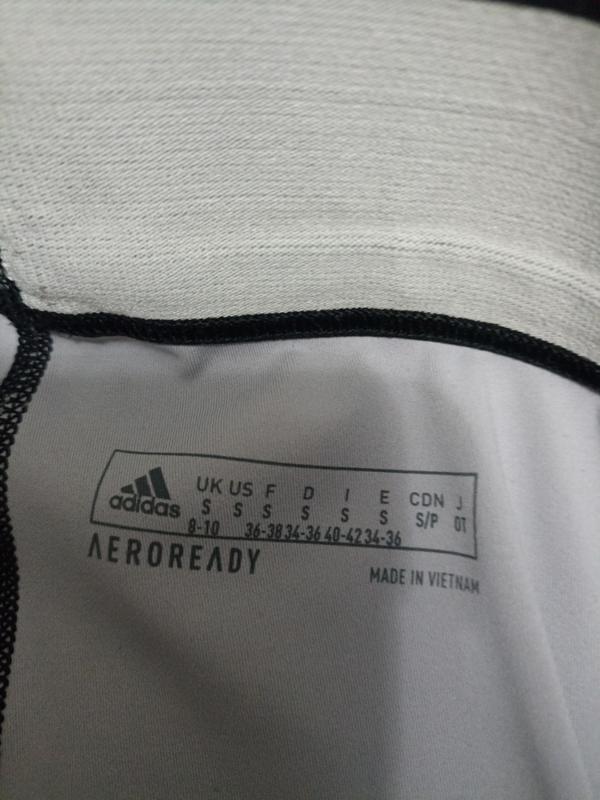 adidas
UK US F D I E CDN J
S S S S S S S/P OT
8-10 36-38 34-36 40-42 34-36
AEROREADY
MADE IN VIETNAM